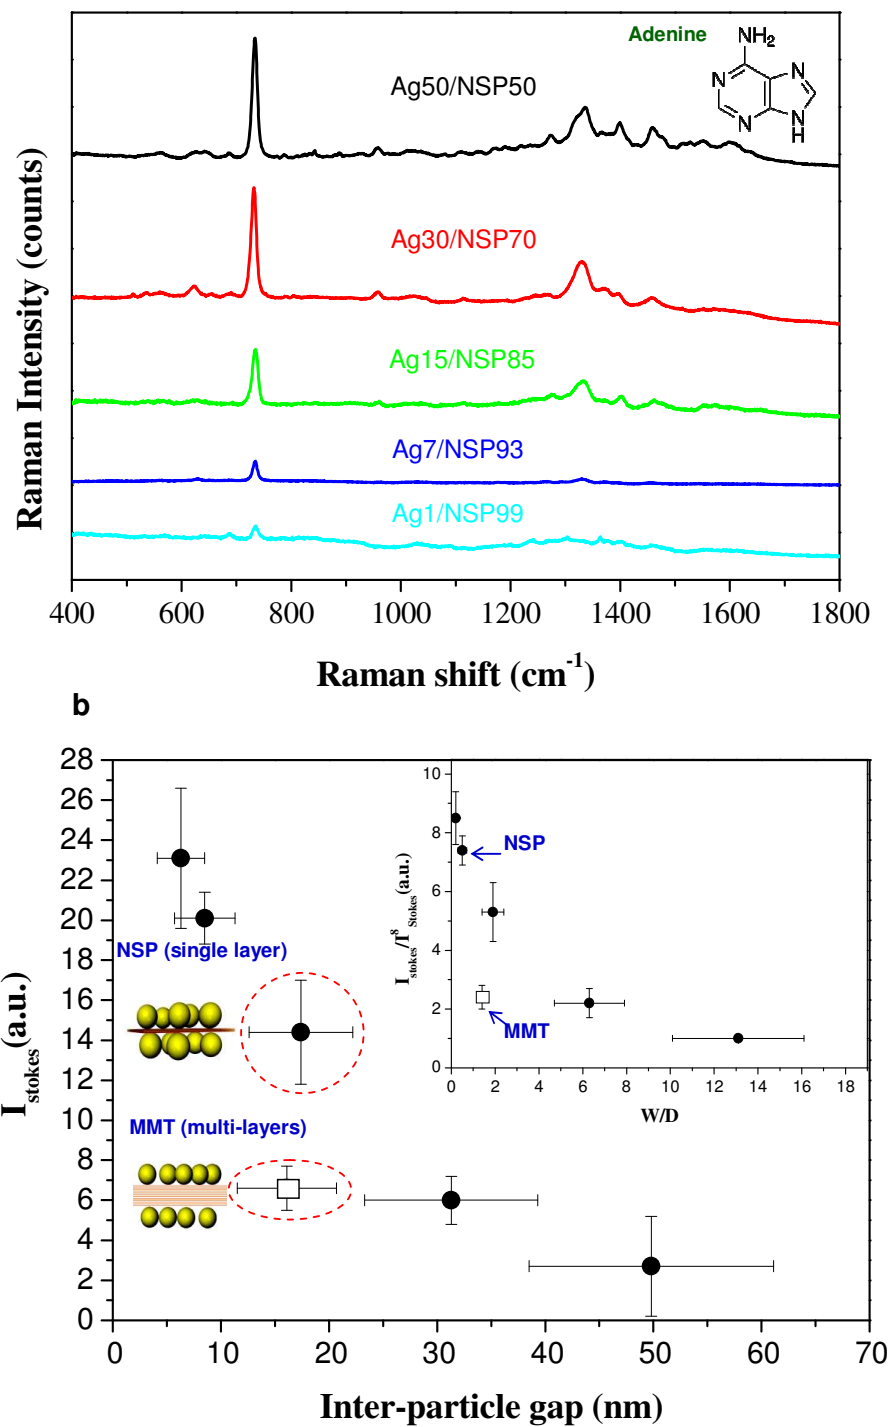 Adenine
NH₂
N
N
N
N
H
Ag50/NSP50
Ag30/NSP70
Ag15/NSP85
Ag7/NSP93
Ag1/NSP99
Raman Intensity (counts)
400 600 800 1000 1200 1400 1600 1800
Raman shift (cm⁻¹)
b
28
26
24
22
20
18
16
14
12
10
8
6
4
2
0
I_stokes(a.u.)
NSP (single layer)
MMT (multi-layers)
10
8
6
4
2
0
I_stokes/I⁸_Stokes(a.u.)
NSP
MMT
0 2 4 6 8 10 12 14 16 18
W/D
0 10 20 30 40 50 60 70
Inter-particle gap (nm)